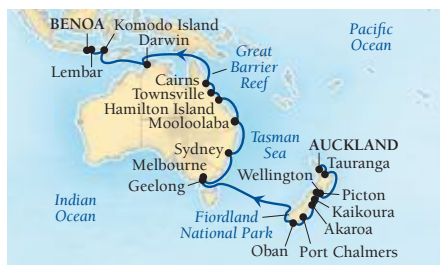 BENOA
Komodo Island
Darwin
Lembar
Great
Barrier
Reef
Pacific
Ocean
Cairns
Townsville
Hamilton Island
Mooloolaba
Tasman
Sea
Sydney
Melbourne
Geelong
AUCKLAND
Tauranga
Wellington
Picton
Kaikoura
Akaroa
Indian
Ocean
Fiordland
National Park
Oban
Port Chalmers